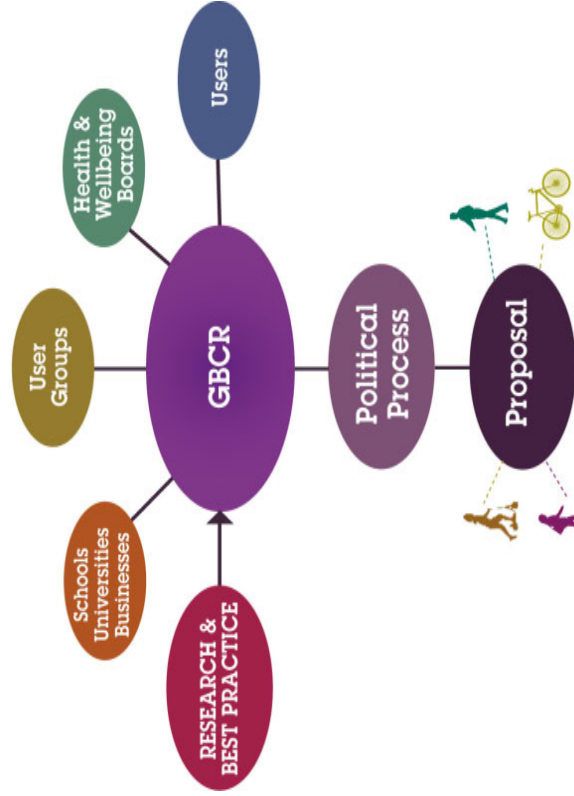 RESEARCH &
BEST PRACTICE
Schools
Universities
Businesses
User
Groups
Health &
Wellbeing
Boards
Users
GBCR
Political
Process
Proposal